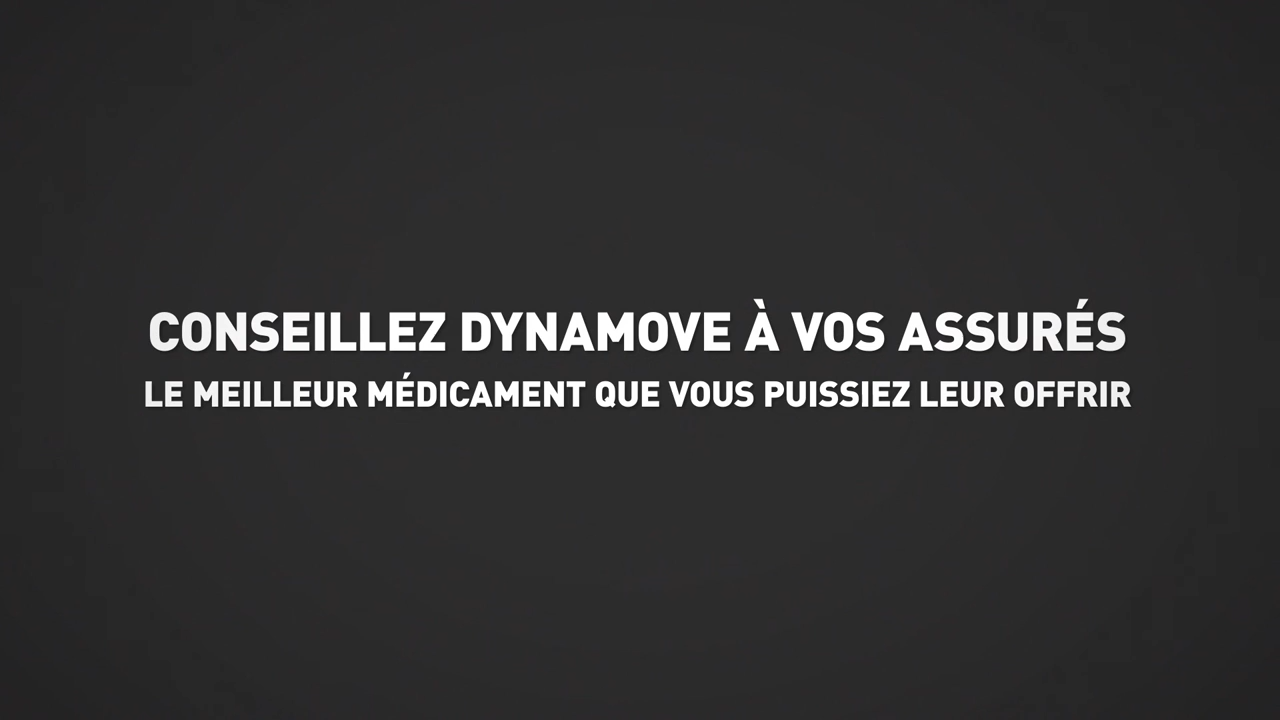 CONSEILLEZ DYNAMOVE À VOS ASSURÉS
LE MEILLEUR MÉDICAMENT QUE VOUS PUISSIEZ LEUR OFFRIR